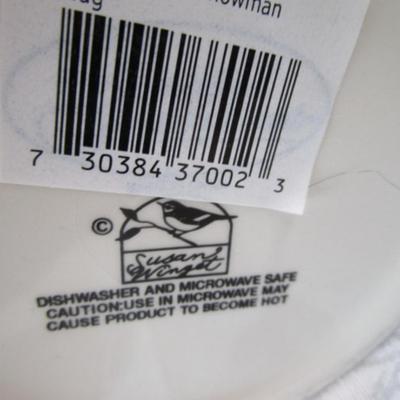 7 30384 37002 3
©
Susan
Winget
DISHWASHER AND MICROWAVE SAFE
CAUTION:USE IN MICROWAVE MAY
CAUSE PRODUCT TO BECOME HOT